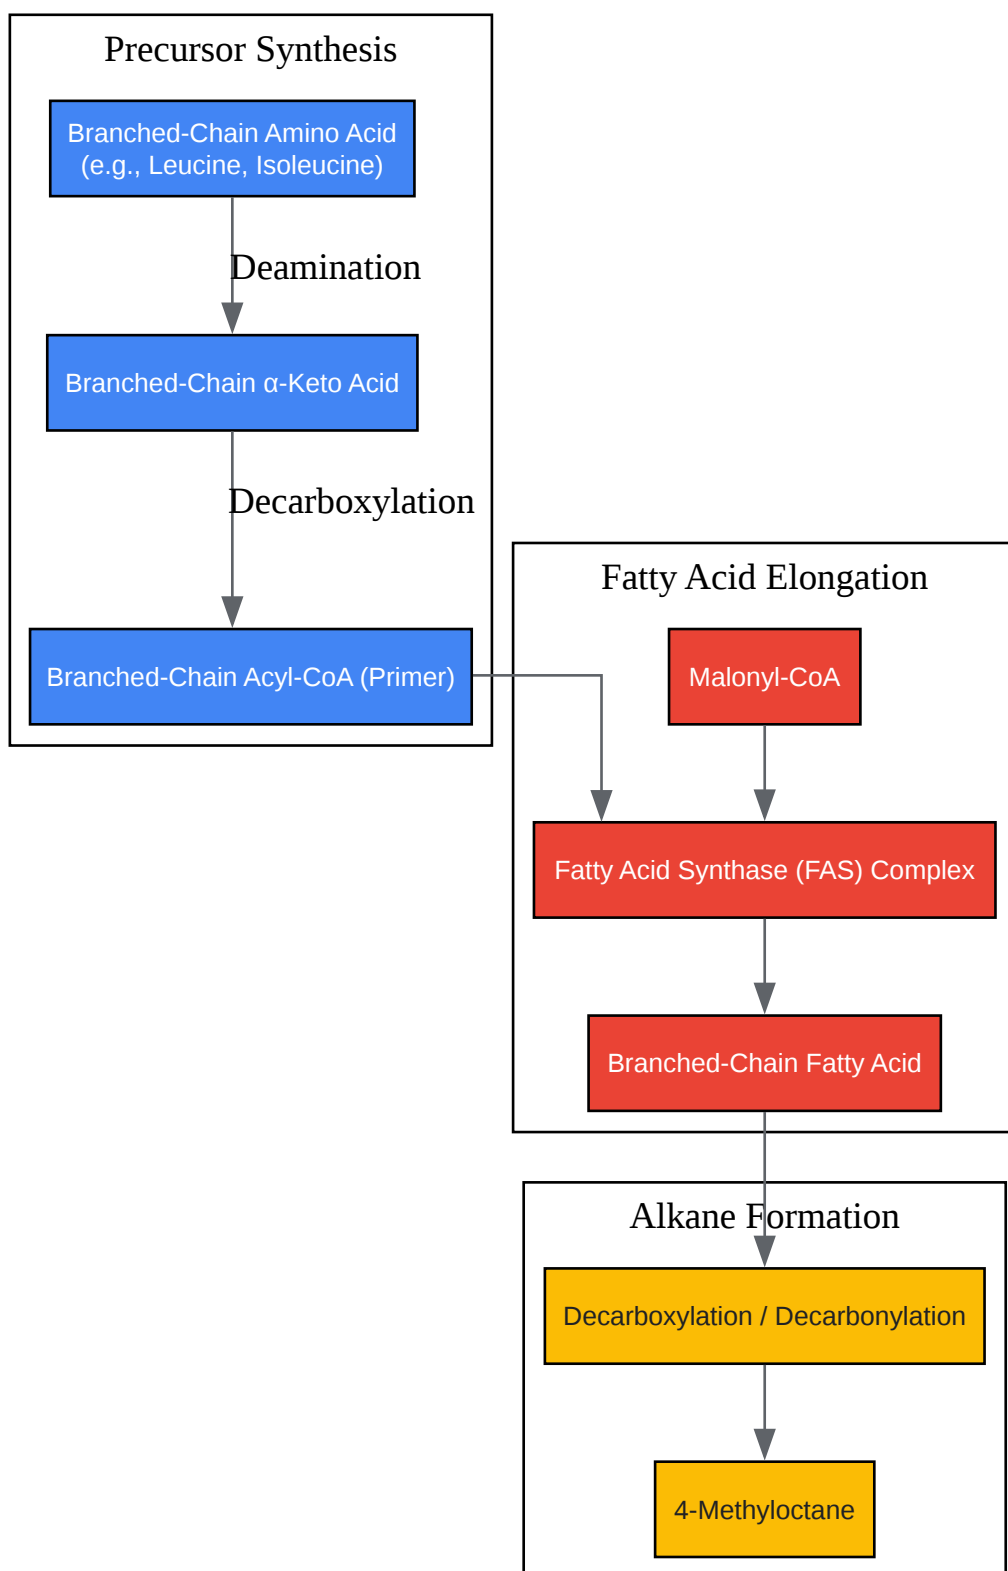 Precursor Synthesis
Branched-Chain Amino Acid
(e.g., Leucine, Isoleucine)
Deamination
Branched-Chain α-Keto Acid
Decarboxylation
Branched-Chain Acyl-CoA (Primer)
Fatty Acid Elongation
Malonyl-CoA
Fatty Acid Synthase (FAS) Complex
Branched-Chain Fatty Acid
Alkane Formation
Decarboxylation / Decarbonylation
4-Methyloctane